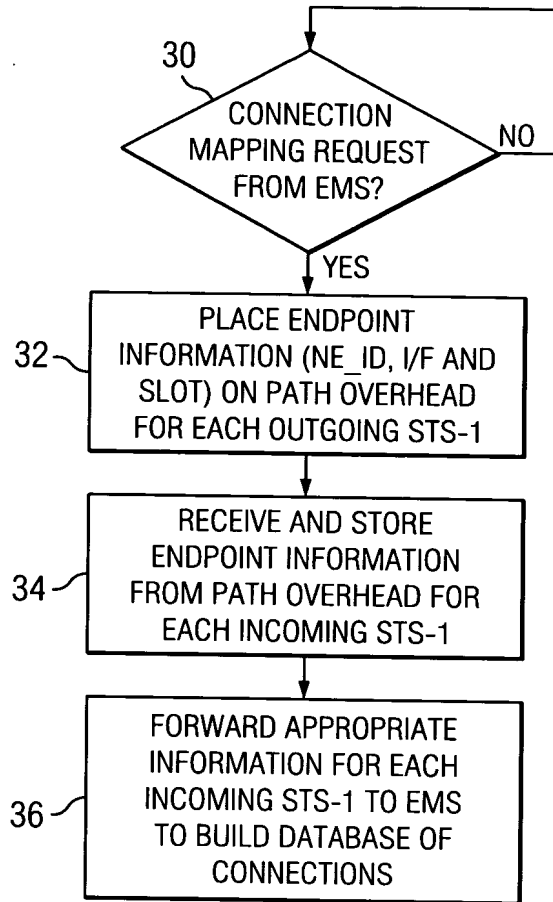 30
CONNECTION
MAPPING REQUEST
FROM EMS?
NO
YES
32
PLACE ENDPOINT
INFORMATION (NE_ID, I/F AND
SLOT) ON PATH OVERHEAD
FOR EACH OUTGOING STS-1
34
RECEIVE AND STORE
ENDPOINT INFORMATION
FROM PATH OVERHEAD FOR
EACH INCOMING STS-1
36
FORWARD APPROPRIATE
INFORMATION FOR EACH
INCOMING STS-1 TO EMS
TO BUILD DATABASE OF
CONNECTIONS